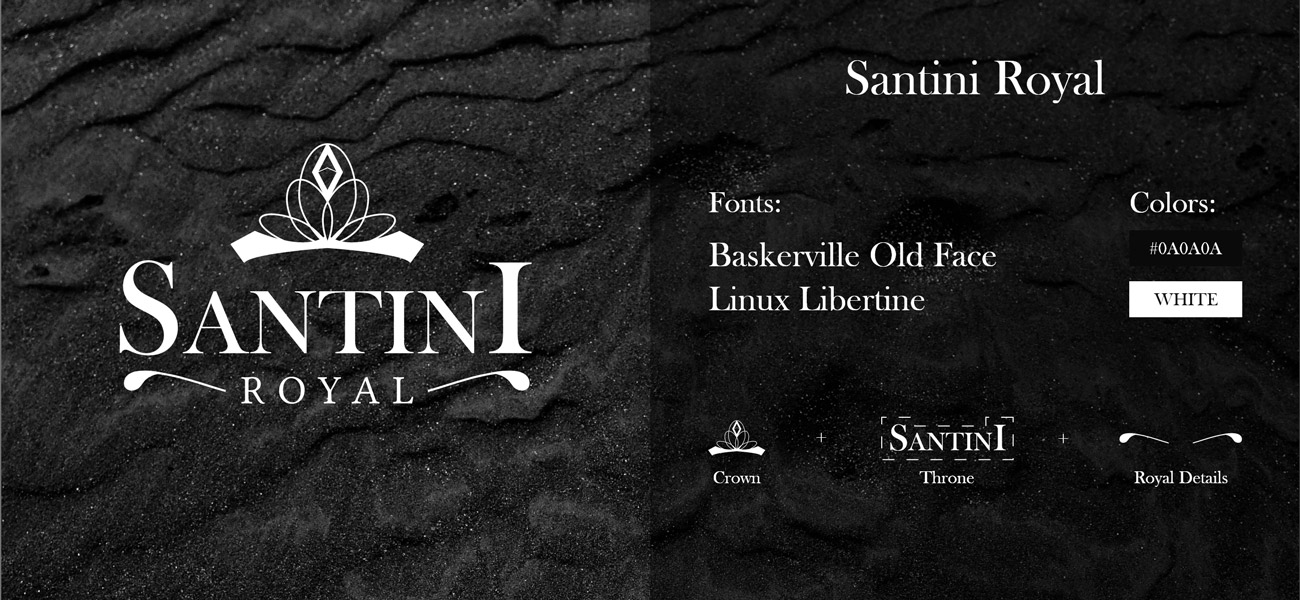 SANTINI
ROYAL
Santini Royal
Fonts:
Baskerville Old Face
Linux Libertine
Colors:
#0A0A0A
WHITE
+
SANTINI
+
Crown
Throne
Royal Details